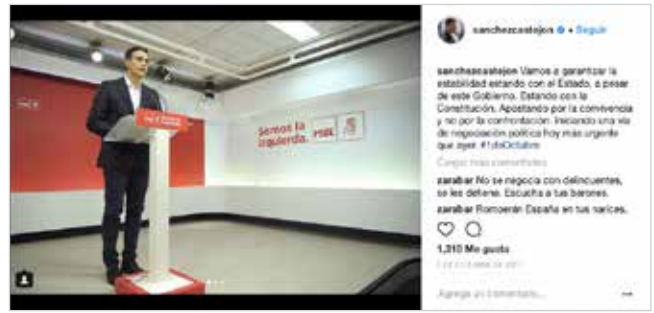 Somos la
izquierda. PSOE
sanchezcastejon • Seguir
sanchezcastejon Vamos a garantizar la
estabilidad estando con el Estado, a pesar
de este Gobierno. Estando con la
Constitución. Apostando por la convivencia
y no por la confrontación. Iniciando una vía
de negociación política hoy más urgente
que ayer. #1deOctubre
Cargar más comentarios
zarabar No se negocia con delincuentes,
se les detiene. Escucha a tus barones.
zarabar Romperán España en tus narices.
1,310 Me gusta
Agrega un comentario...